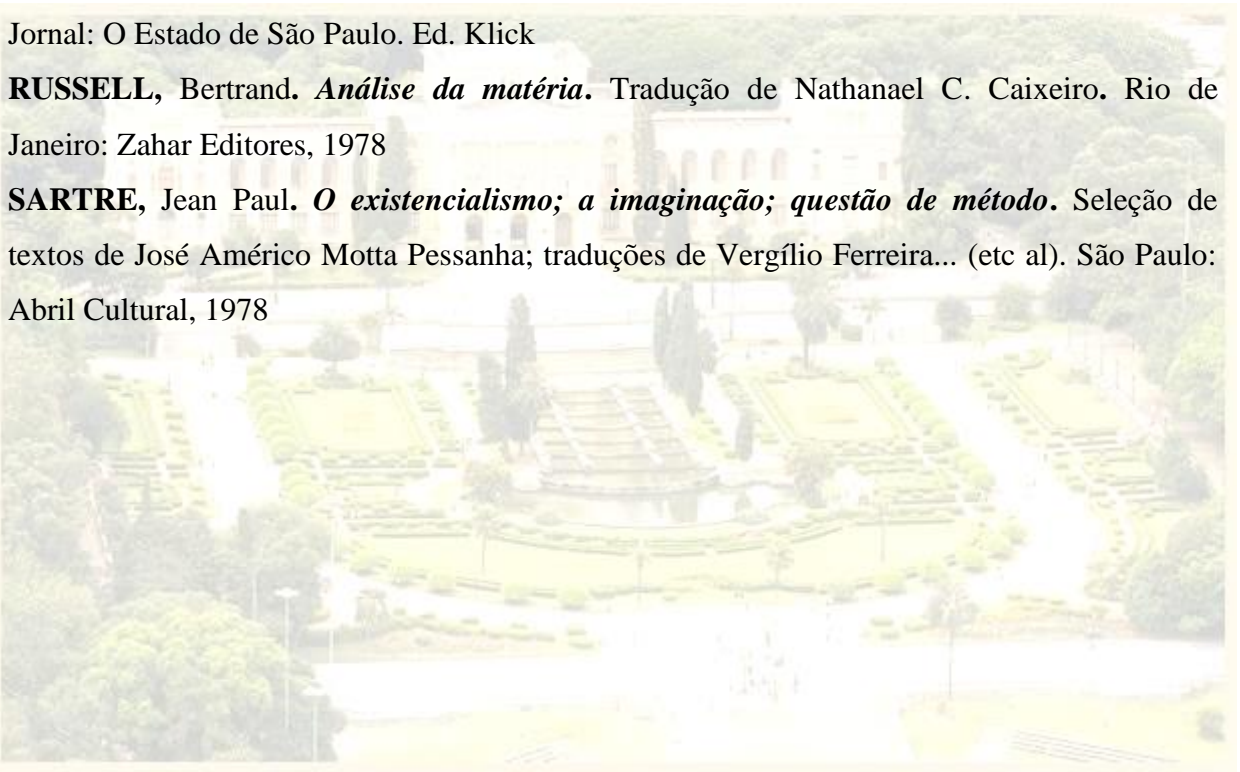 Jornal: O Estado de São Paulo. Ed. Klick
RUSSELL, Bertrand. Análise da matéria. Tradução de Nathanael C. Caixeiro. Rio de
Janeiro: Zahar Editores, 1978
SARTRE, Jean Paul. O existencialismo; a imaginação; questão de método. Seleção de
textos de José Américo Motta Pessanha; traduções de Vergílio Ferreira... (etc al). São Paulo:
Abril Cultural, 1978